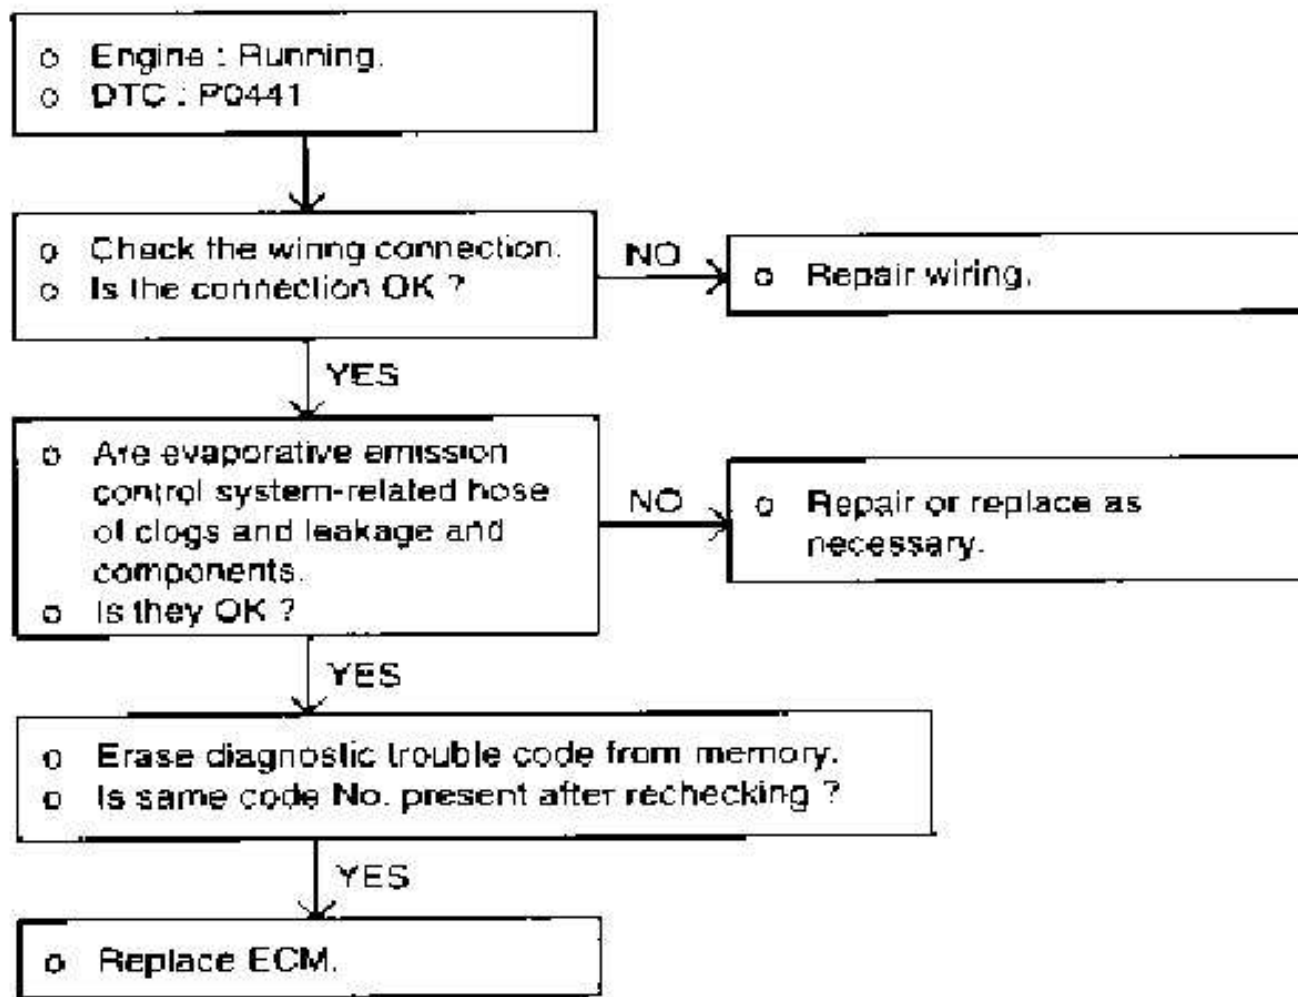 o Engine : Running.
o DTC : P0441
o Check the wiring connection.
o Is the connection OK ?
NO
o Repair wiring.
YES
o Are evaporative emission
control system-related hose
of clogs and leakage and
components.
o Is they OK ?
NO
o Repair or replace as
necessary.
YES
o Erase diagnostic trouble code from memory.
o Is same code No. present after rechecking ?
YES
o Replace ECM.